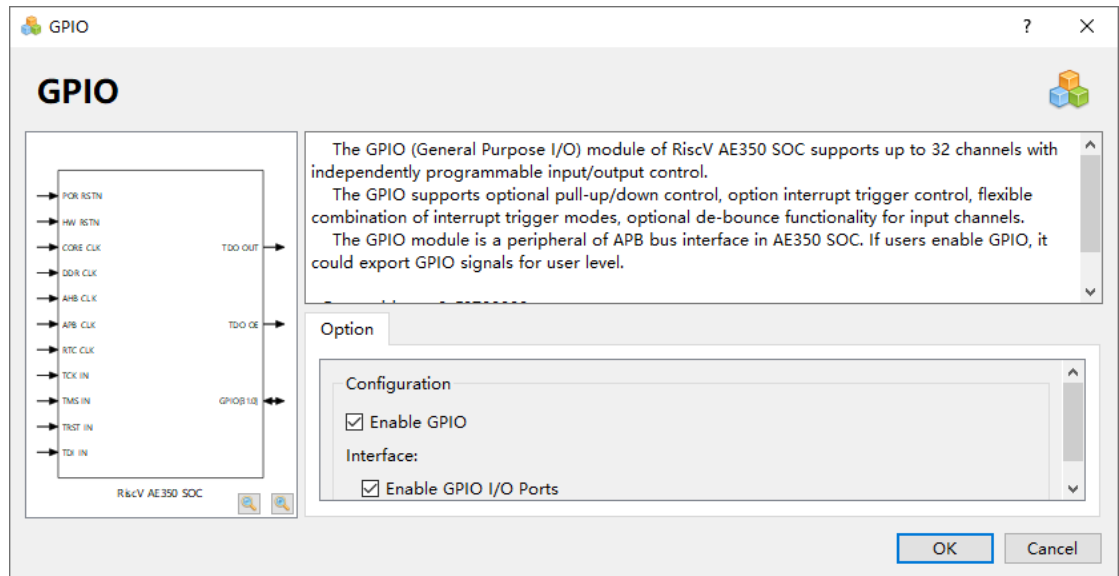 GPIO
?
GPIO
POR RSTN
HW RSTN
CORE CLK
TDO OUT
DDR CLK
AHB CLK
APB CLK
TDO OE
RTC CLK
TCK IN
TMS IN
GPIO[31:0]
TRST IN
TDI IN
RiscV AE350 SOC
The GPIO (General Purpose I/O) module of RiscV AE350 SOC supports up to 32 channels with
independently programmable input/output control.
The GPIO supports optional pull-up/down control, option interrupt trigger control, flexible
combination of interrupt trigger modes, optional de-bounce functionality for input channels.
The GPIO module is a peripheral of APB bus interface in AE350 SOC. If users enable GPIO, it
could export GPIO signals for user level.
Option
Configuration
Enable GPIO
Interface:
Enable GPIO I/O Ports
OK
Cancel